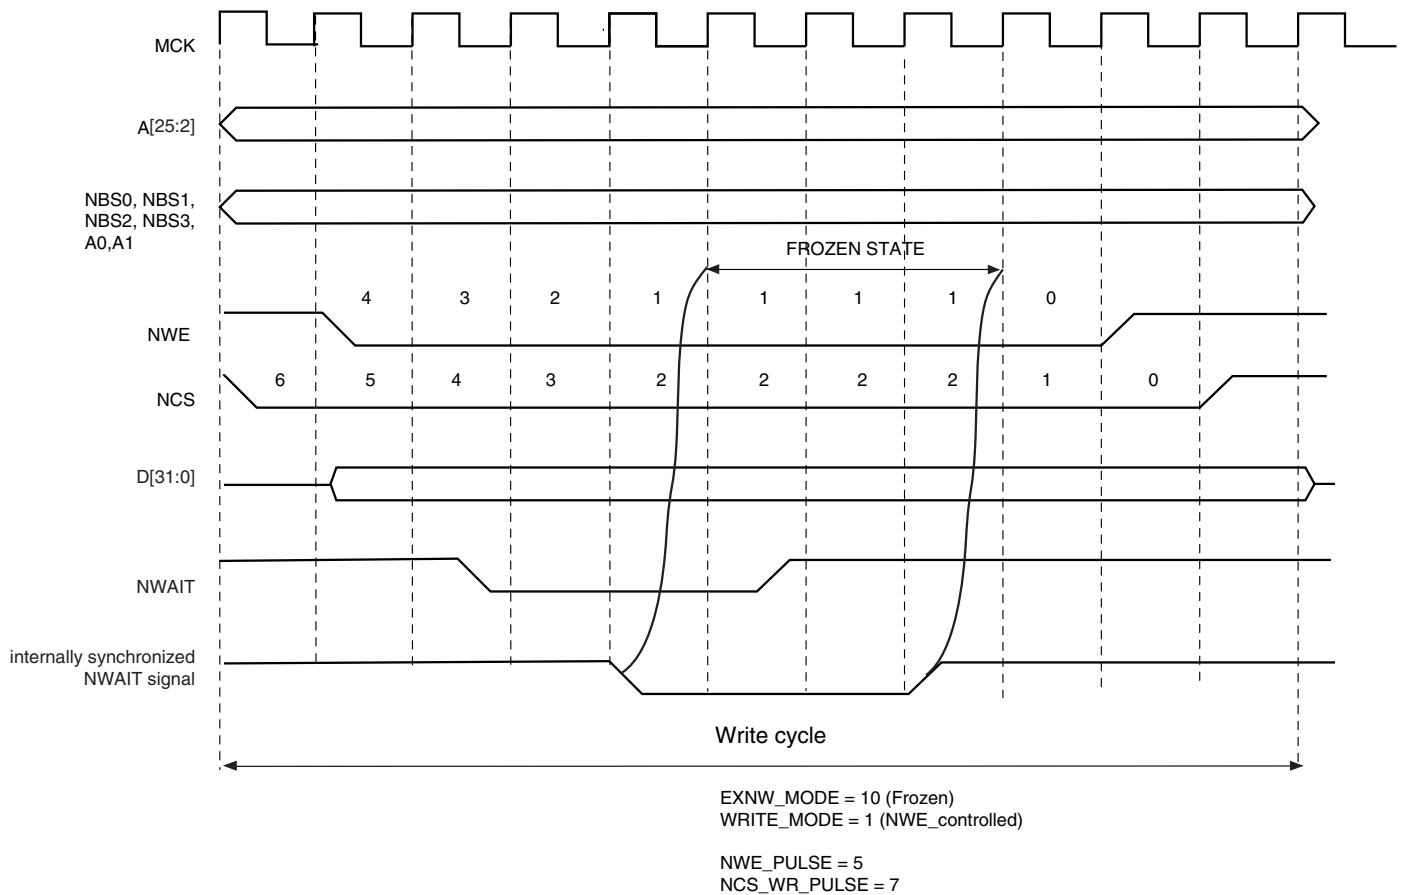 MCK
A[25:2]
NBS0, NBS1,
NBS2, NBS3,
A0,A1
FROZEN STATE
4 3 2 1 1 1 1 0
NWE
6 5 4 3 2 2 2 2 1 0
NCS
D[31:0]
NWAIT
internally synchronized
NWAIT signal
Write cycle
EXNW_MODE = 10 (Frozen)
WRITE_MODE = 1 (NWE_controlled)
NWE_PULSE = 5
NCS_WR_PULSE = 7